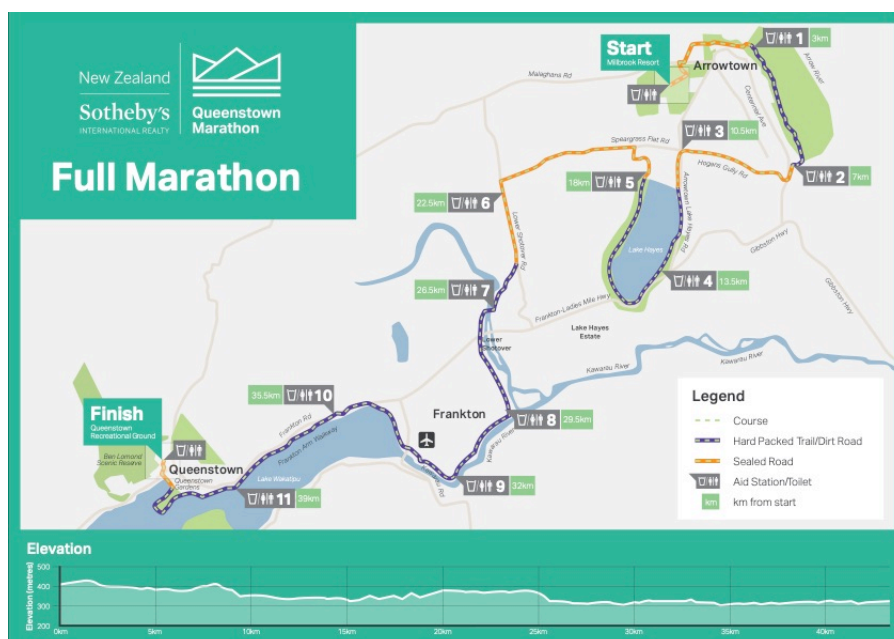 New Zealand
Sotheby's
INTERNATIONAL REALTY
Queenstown
Marathon
Full Marathon
Start
Millbrook Resort
1
3km
Arrowtown
Arrow River
Malaghans Rd
Centennial Ave
3
10.5km
Speargrass Flat Rd
Hogans Gully Rd
2
7km
18km
5
22.5km
6
Lower Shotover Rd
Arrowtown Lake Hayes Rd
Lake Hayes
Gibbston Hwy
Gibbston Hwy
4
13.5km
26.5km
7
Frankton-Ladies Mile Hwy
Lake Hayes
Estate
Lower
Shotover
Kawarau River
Kawarau River
35.5km
10
Frankton Rd
Frankton Arm Walkway
Frankton
8
29.5km
Kawarau River
Finish
Queenstown
Recreational Ground
Ben Lomond
Scenic Reserve
Queenstown
Queenstown
Gardens
Lake Wakatipu
11
39km
9
32km
Legend
Course
Hard Packed Trail/Dirt Road
Sealed Road
Aid Station/Toilet
km
km from start
Elevation
Elevation (metres)
500
400
300
200
0km
5km
10km
15km
20km
25km
30km
35km
40km